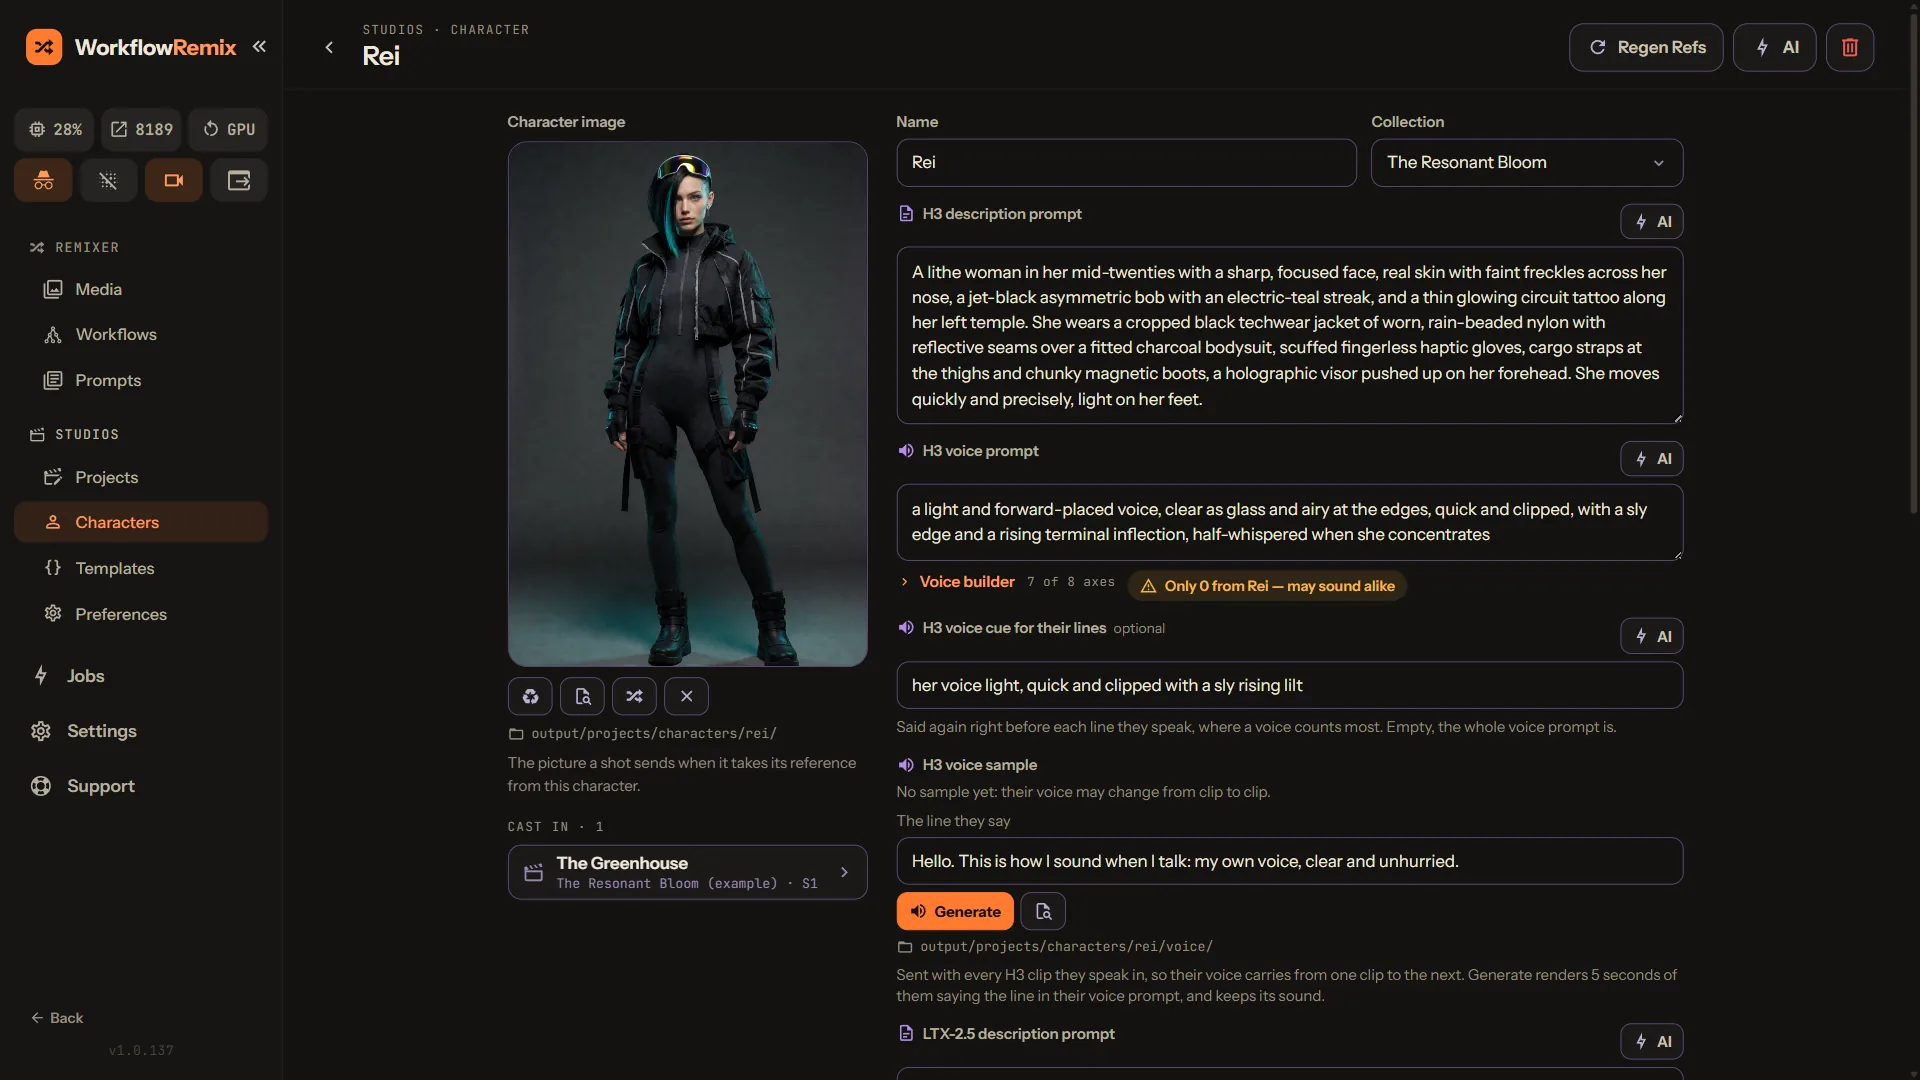 WorkflowRemix
28%
8189
GPU
REMIXER
Media
Workflows
Prompts
STUDIOS
Projects
Characters
Templates
Preferences
Jobs
Settings
Support
Back
v1.0.137
STUDIOS · CHARACTER
Rei
Regen Refs
AI
Character image
output/projects/characters/rei/
The picture a shot sends when it takes its reference
from this character.
CAST IN · 1
The Greenhouse
The Resonant Bloom (example) · S1
Name
Rei
Collection
The Resonant Bloom
H3 description prompt
AI
A lithe woman in her mid-twenties with a sharp, focused face, real skin with faint freckles across her
nose, a jet-black asymmetric bob with an electric-teal streak, and a thin glowing circuit tattoo along
her left temple. She wears a cropped black techwear jacket of worn, rain-beaded nylon with
reflective seams over a fitted charcoal bodysuit, scuffed fingerless haptic gloves, cargo straps at
the thighs and chunky magnetic boots, a holographic visor pushed up on her forehead. She moves
quickly and precisely, light on her feet.
H3 voice prompt
AI
a light and forward-placed voice, clear as glass and airy at the edges, quick and clipped, with a sly
edge and a rising terminal inflection, half-whispered when she concentrates
Voice builder 7 of 8 axes
Only 0 from Rei — may sound alike
H3 voice cue for their lines optional
AI
her voice light, quick and clipped with a sly rising lilt
Said again right before each line they speak, where a voice counts most. Empty, the whole voice prompt is.
H3 voice sample
No sample yet: their voice may change from clip to clip.
The line they say
Hello. This is how I sound when I talk: my own voice, clear and unhurried.
Generate
output/projects/characters/rei/voice/
Sent with every H3 clip they speak in, so their voice carries from one clip to the next. Generate renders 5 seconds of
them saying the line in their voice prompt, and keeps its sound.
LTX-2.5 description prompt
AI